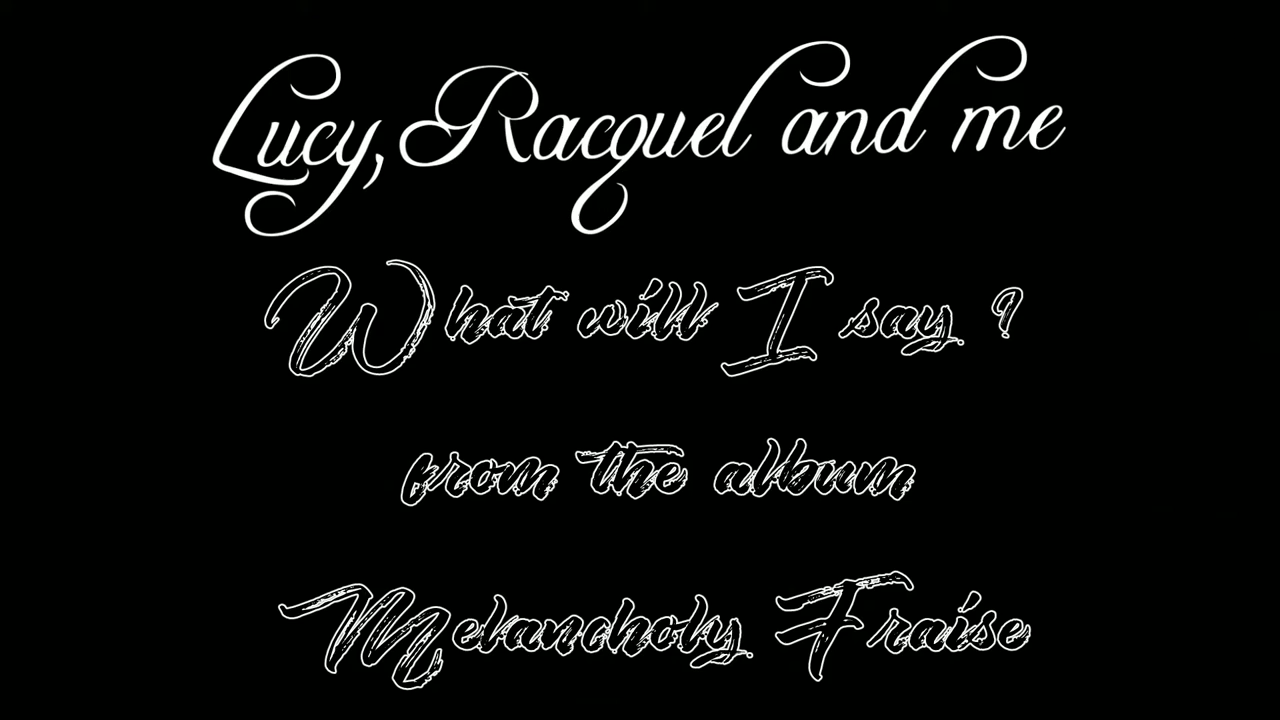 Lucy, Racquel and me
What will I say ?
from the album
Melancholy Fraise